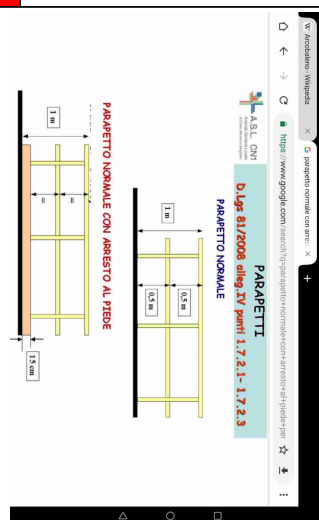 Arcobaleno - Wikipedia
parapetto normale con arres
https://www.google.com/search?q=parapetto+normale+con+arresto+al+piede+per
A.S.L. CN1
PARAPETTI
D.Lgs 81/2008 alleg.IV punti 1.7.2.1- 1.7.2.3
PARAPETTO NORMALE
1 m
0,5 m
0,5 m
PARAPETTO NORMALE CON ARRESTO AL PIEDE
1 m
=
=
15 cm